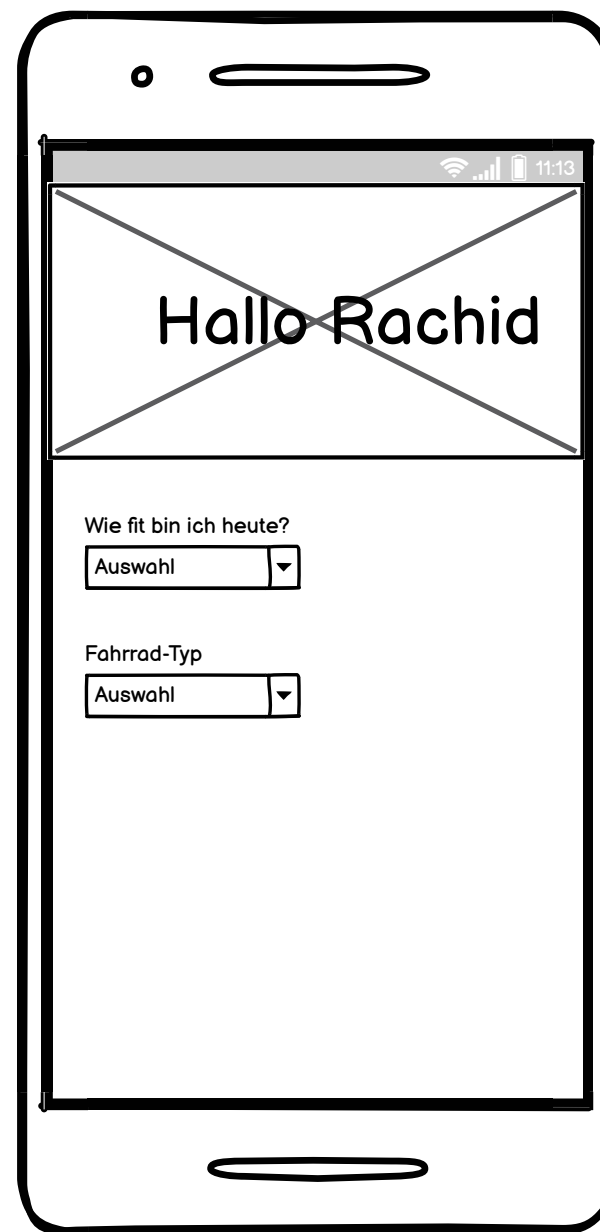 11:13
Hallo Rachid
Wie fit bin ich heute?
Auswahl
Fahrrad-Typ
Auswahl